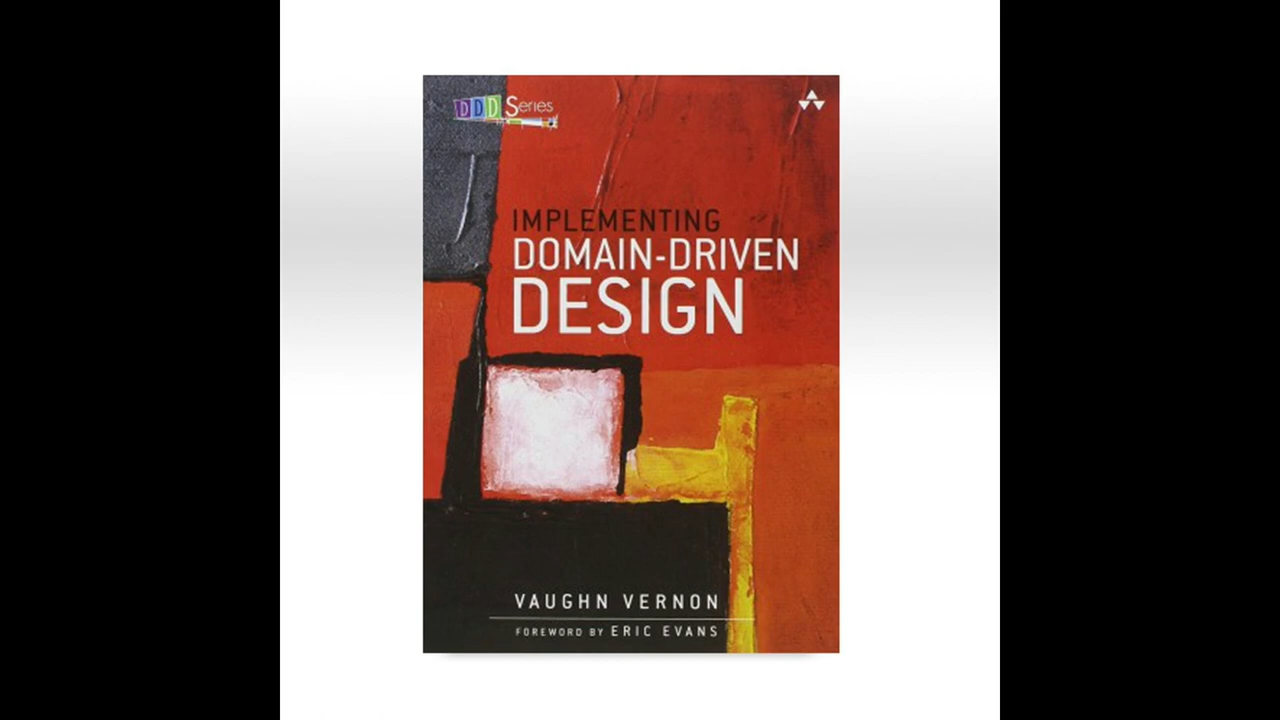 DDD Series
IMPLEMENTING
DOMAIN-DRIVEN
DESIGN
VAUGHN VERNON
FOREWORD BY ERIC EVANS